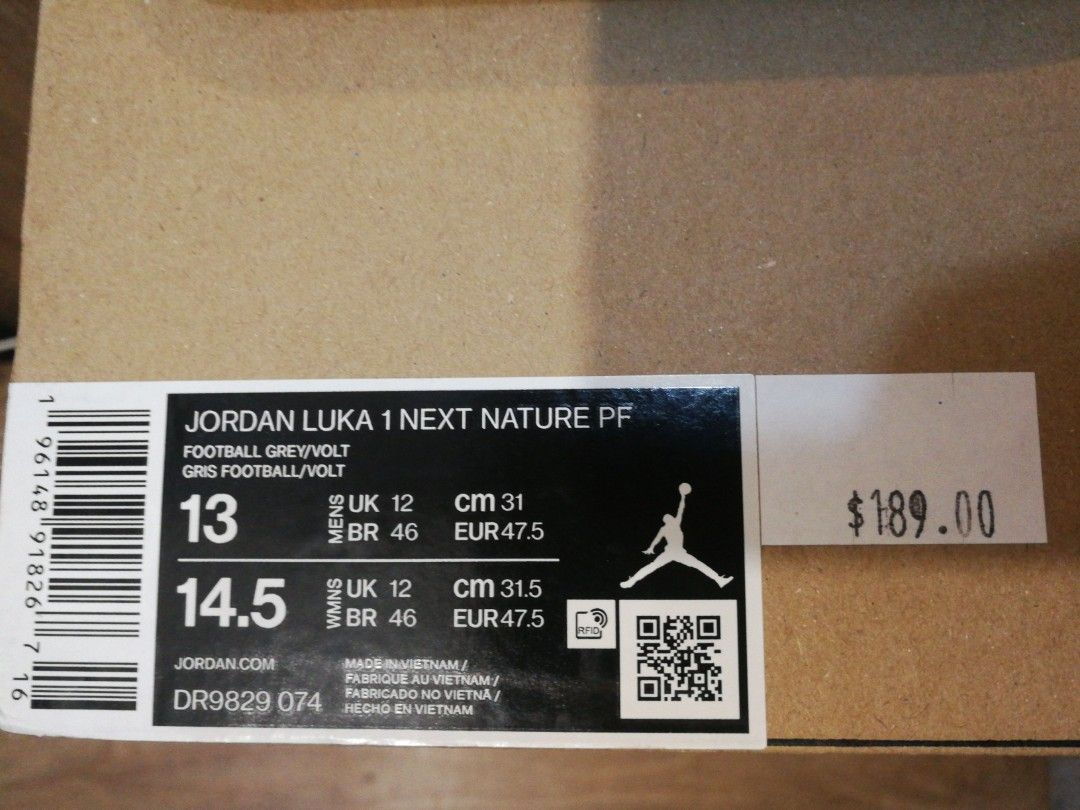 JORDAN LUKA 1 NEXT NATURE PF
FOOTBALL GREY/VOLT
GRIS FOOTBALL/VOLT
13 MENS UK 12 cm 31
BR 46 EUR 47.5
14.5 WMNS UK 12 cm 31.5
BR 46 EUR 47.5
RFID
JORDAN.COM
DR9829 074
MADE IN VIETNAM /
FABRIQUE AU VIETNAM /
FABRICADO NO VIETNÃ /
HECHO EN VIETNAM
1 96148 91826 7 16
$189.00